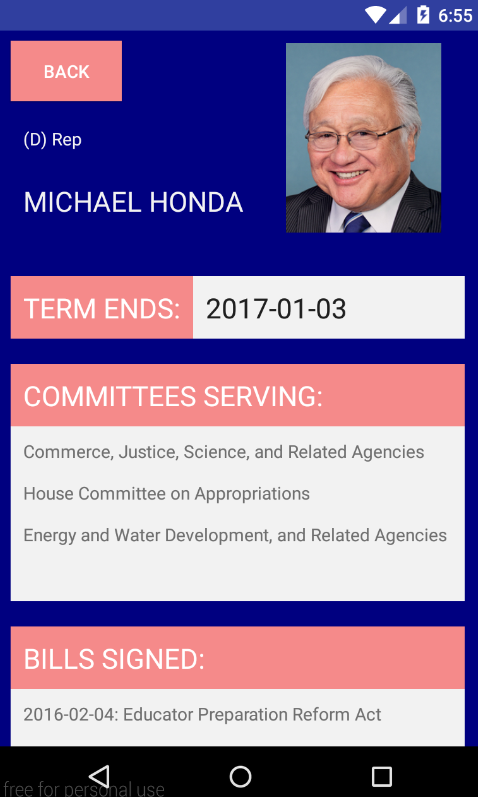 6:55
BACK
(D) Rep
MICHAEL HONDA
TERM ENDS: 2017-01-03
COMMITTEES SERVING:
Commerce, Justice, Science, and Related Agencies
House Committee on Appropriations
Energy and Water Development, and Related Agencies
BILLS SIGNED:
2016-02-04: Educator Preparation Reform Act
free for personal use